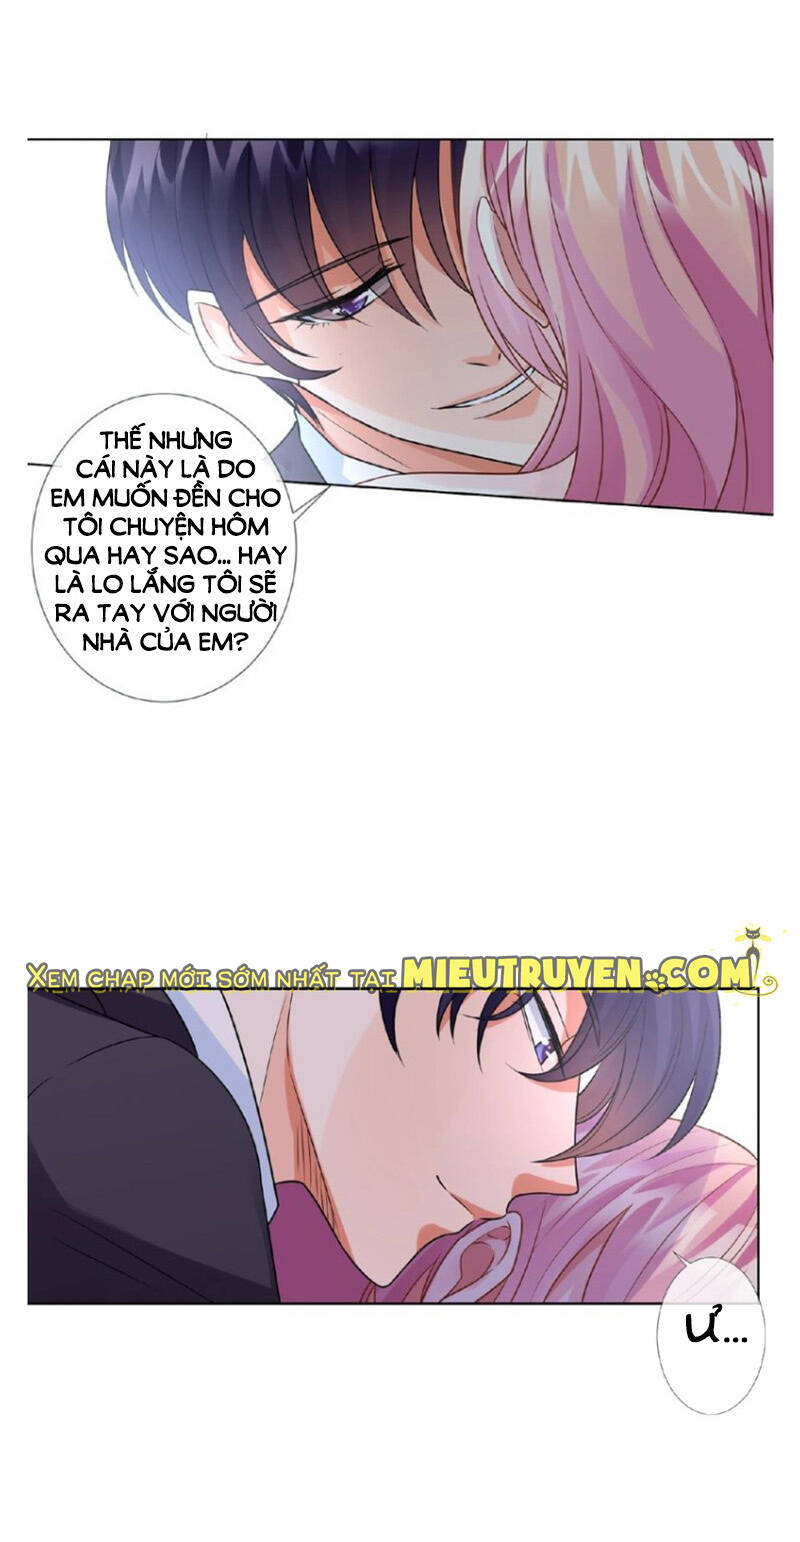 THẾ NHƯNG
CÁI NÀY LÀ DO
EM MUỐN ĐỀN CHO
TÔI CHUYỆN HÔM
QUA HAY SAO... HAY
LÀ LO LẮNG TÔI SẼ
RA TAY VỚI NGƯỜI
NHÀ CỦA EM?
XEM CHAP MỚI SỚM NHẤT TẠI MIEUTRUYEN.COM
Ư...